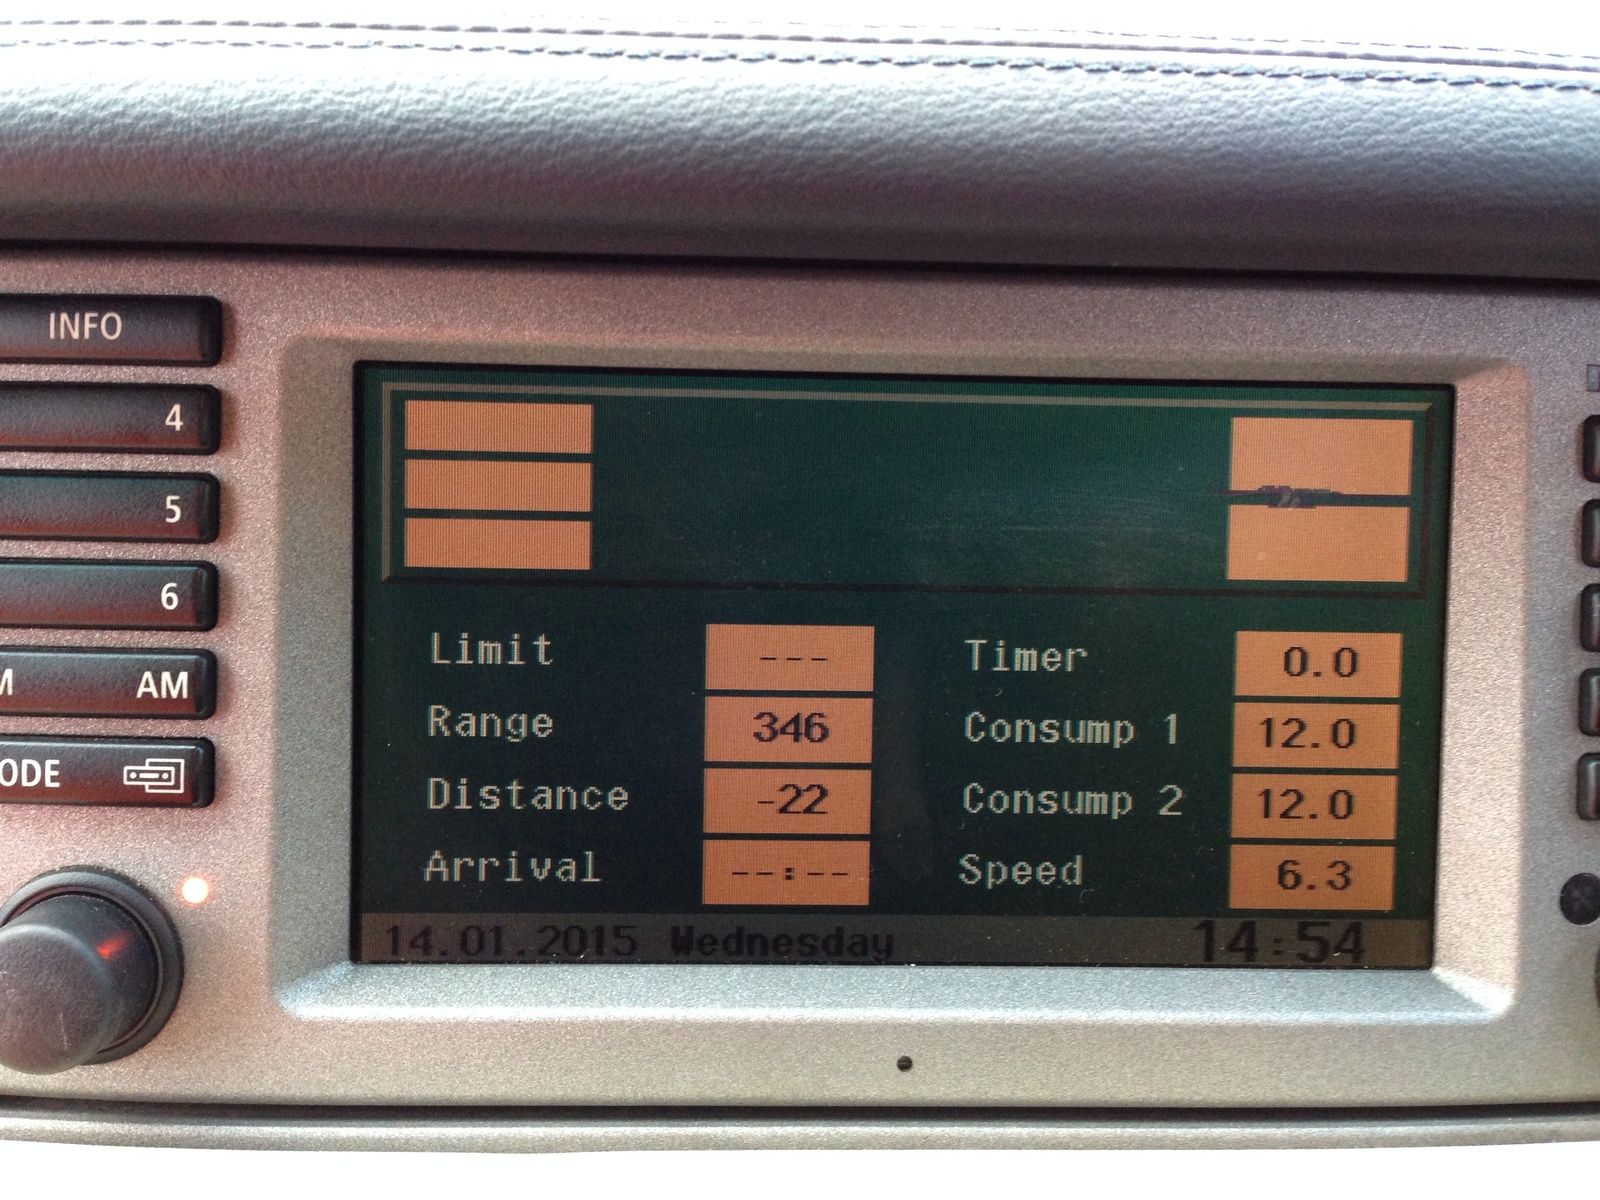 INFO
4
5
6
M AM
ODE
Limit --- Timer 0.0
Range 346 Consump 1 12.0
Distance -22 Consump 2 12.0
Arrival --:-- Speed 6.3
14.01.2015 Wednesday 14:54